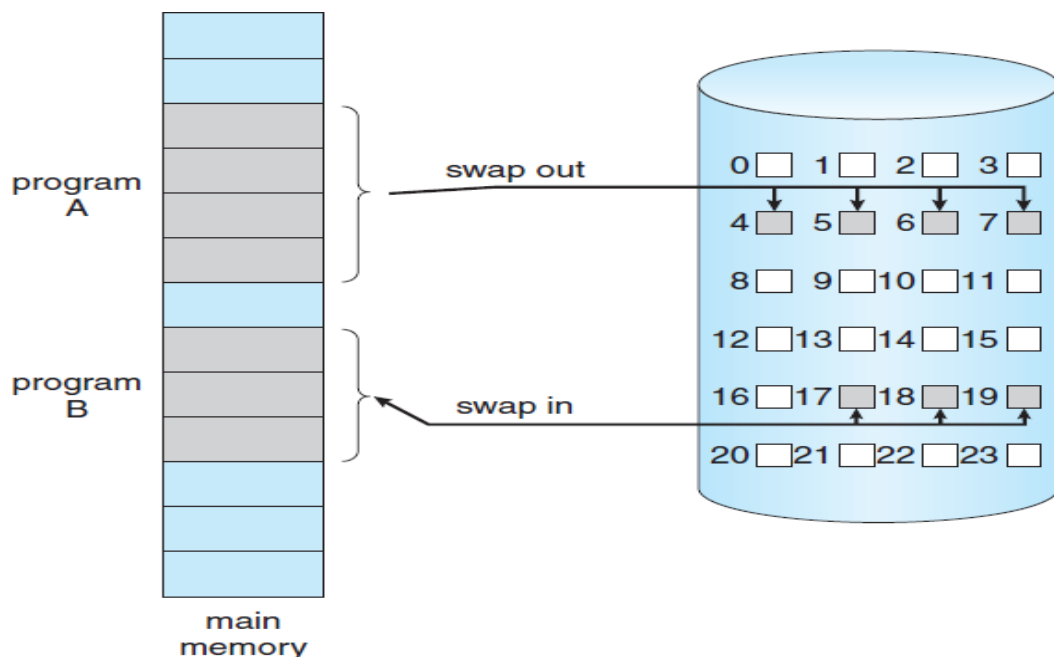 program
A
swap out
0 1 2 3
4 5 6 7
8 9 10 11
program
B
swap in
12 13 14 15
16 17 18 19
20 21 22 23
main
memory